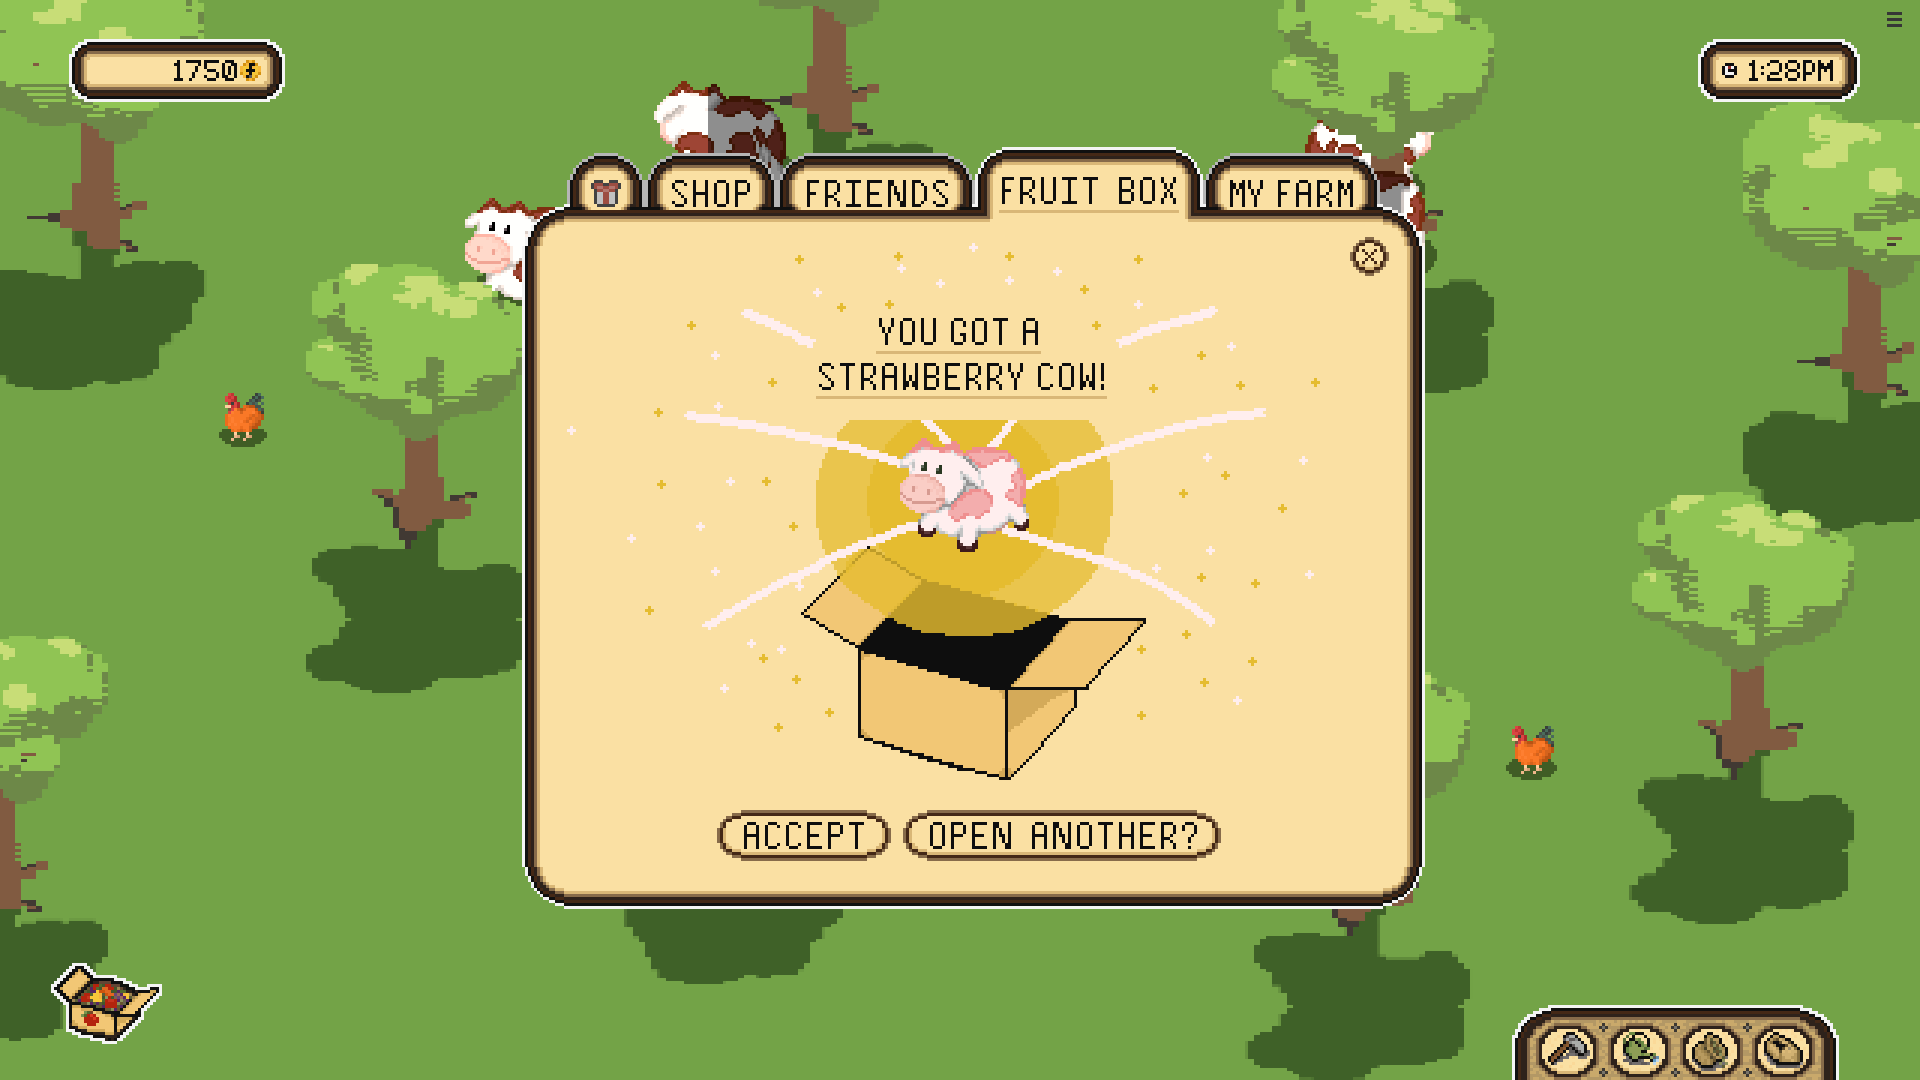 1750
1:28PM
SHOP
FRIENDS
FRUIT BOX
MY FARM
YOU GOT A
STRAWBERRY COW!
ACCEPT
OPEN ANOTHER?